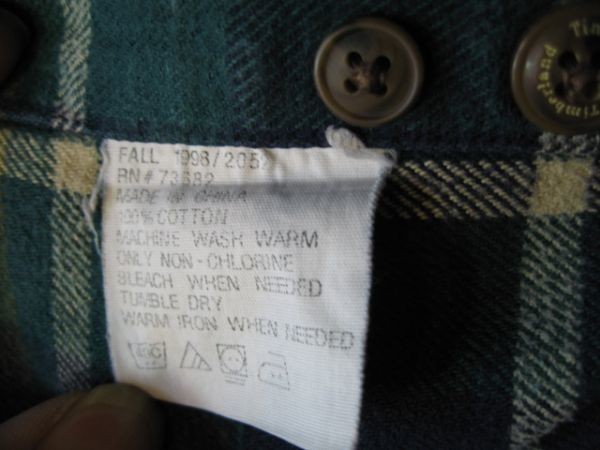 FALL 1998/2052
RN# 73682
MADE IN CHINA
100% COTTON
MACHINE WASH WARM
ONLY NON-CHLORINE
BLEACH WHEN NEEDED
TUMBLE DRY
WARM IRON WHEN NEEDED
Timberland